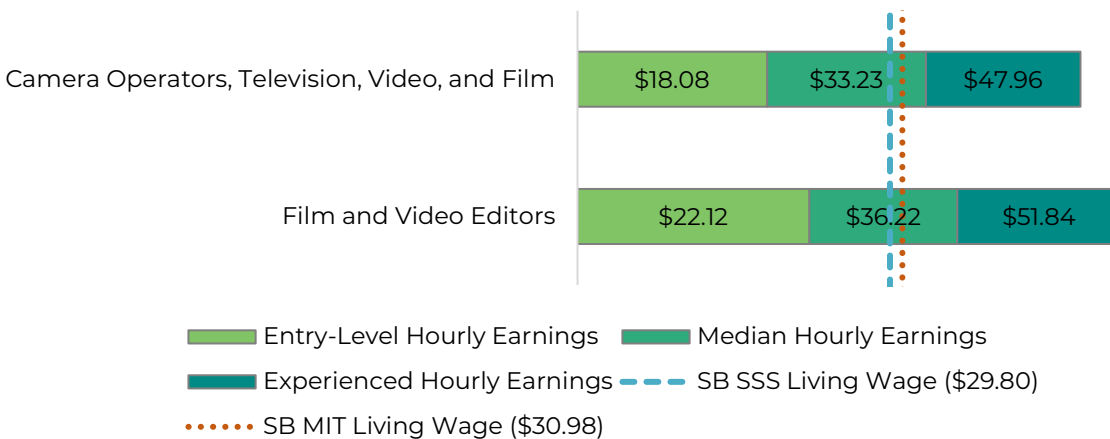 Camera Operators, Television, Video, and Film
$18.08
$33.23
$47.96
Film and Video Editors
$22.12
$36.22
$51.84
Entry-Level Hourly Earnings
Median Hourly Earnings
Experienced Hourly Earnings
SB SSS Living Wage ($29.80)
SB MIT Living Wage ($30.98)